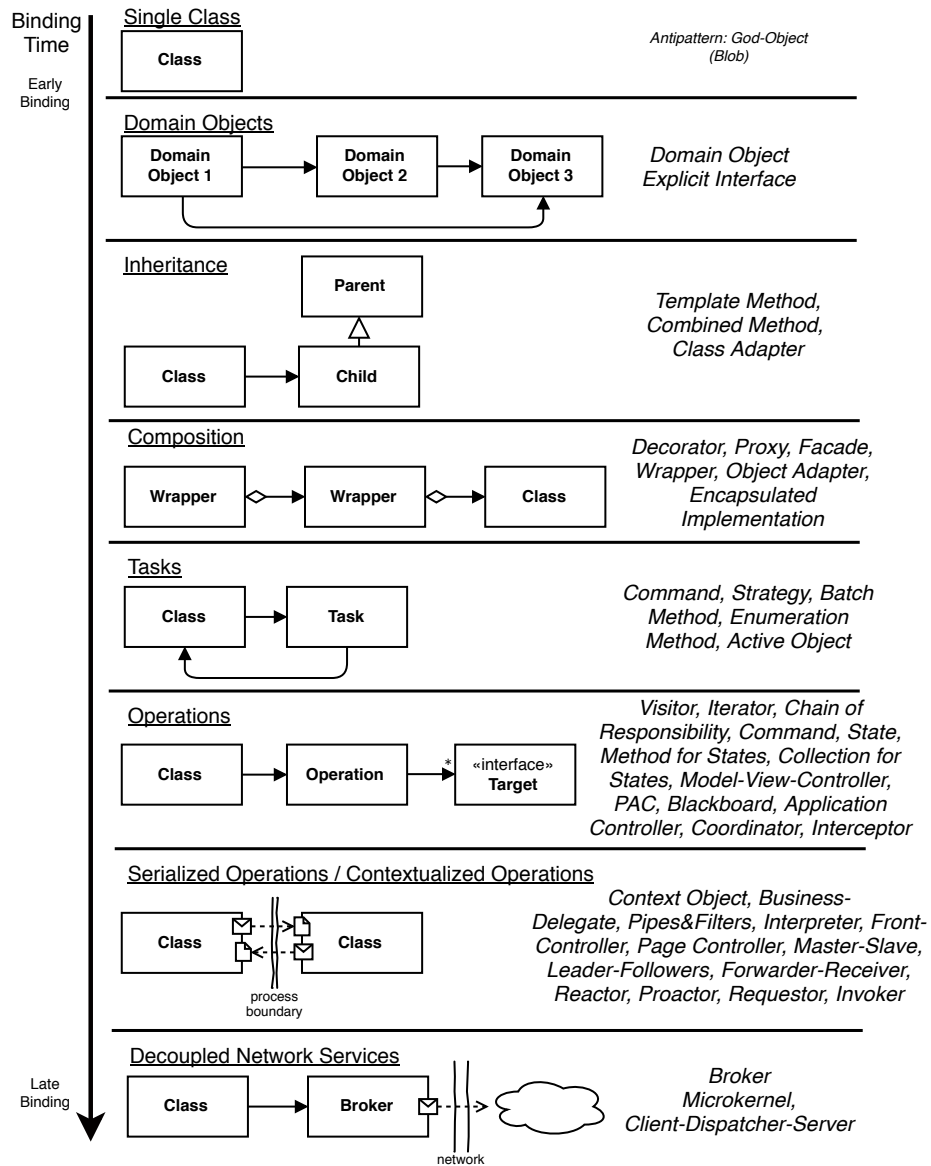 Binding
Time
Early
Binding
Single Class
Class
Antipattern: God-Object
(Blob)
Domain Objects
Domain
Object 1
Domain
Object 2
Domain
Object 3
Domain Object
Explicit Interface
Inheritance
Parent
Class
Child
Template Method,
Combined Method,
Class Adapter
Composition
Wrapper
Wrapper
Class
Decorator, Proxy, Facade,
Wrapper, Object Adapter,
Encapsulated
Implementation
Tasks
Class
Task
Command, Strategy, Batch
Method, Enumeration
Method, Active Object
Operations
Class
Operation
*
«interface»
Target
Visitor, Iterator, Chain of
Responsibility, Command, State,
Method for States, Collection for
States, Model-View-Controller,
PAC, Blackboard, Application
Controller, Coordinator, Interceptor
Serialized Operations / Contextualized Operations
Class
Class
process
boundary
Context Object, Business-
Delegate, Pipes&Filters, Interpreter, Front-
Controller, Page Controller, Master-Slave,
Leader-Followers, Forwarder-Receiver,
Reactor, Proactor, Requestor, Invoker
Decoupled Network Services
Late
Binding
Class
Broker
network
Broker
Microkernel,
Client-Dispatcher-Server